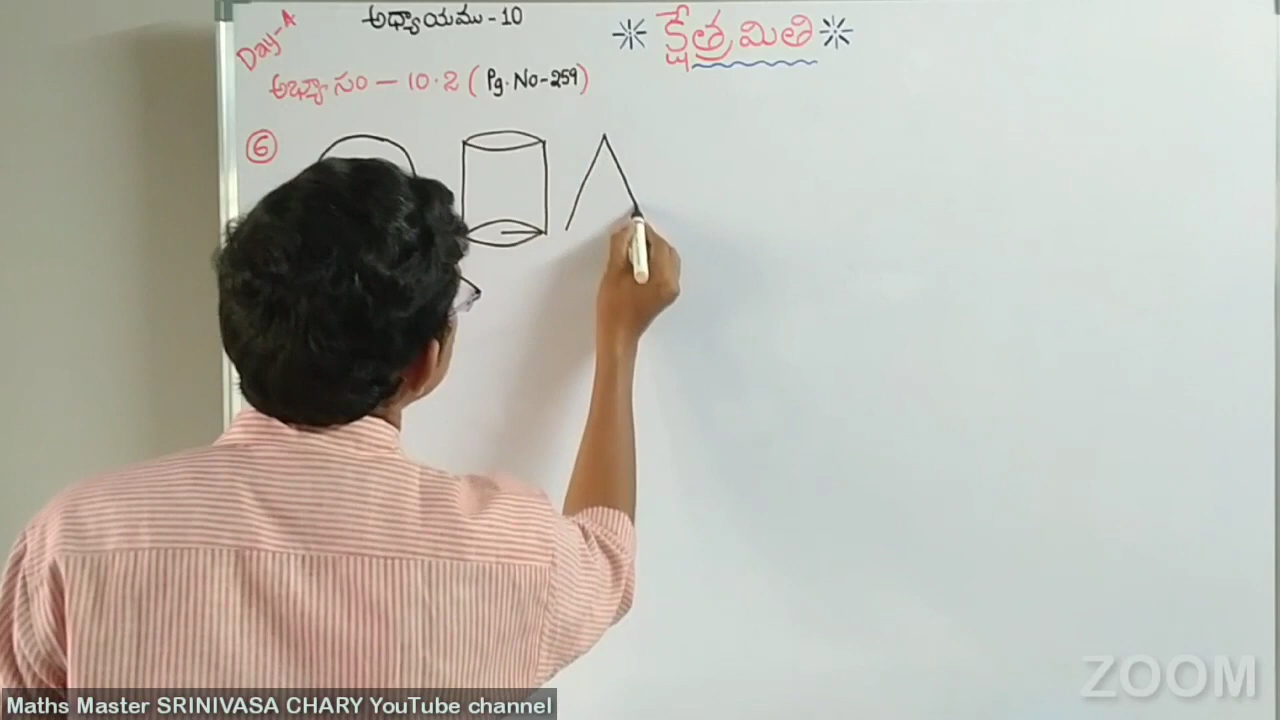 Day-4
అధ్యాయము - 10
క్షేత్రమితి
అభ్యాసం - 10.2 ( Pg. No-259)
6
Maths Master SRINIVASA CHARY YouTube channel
ZOOM